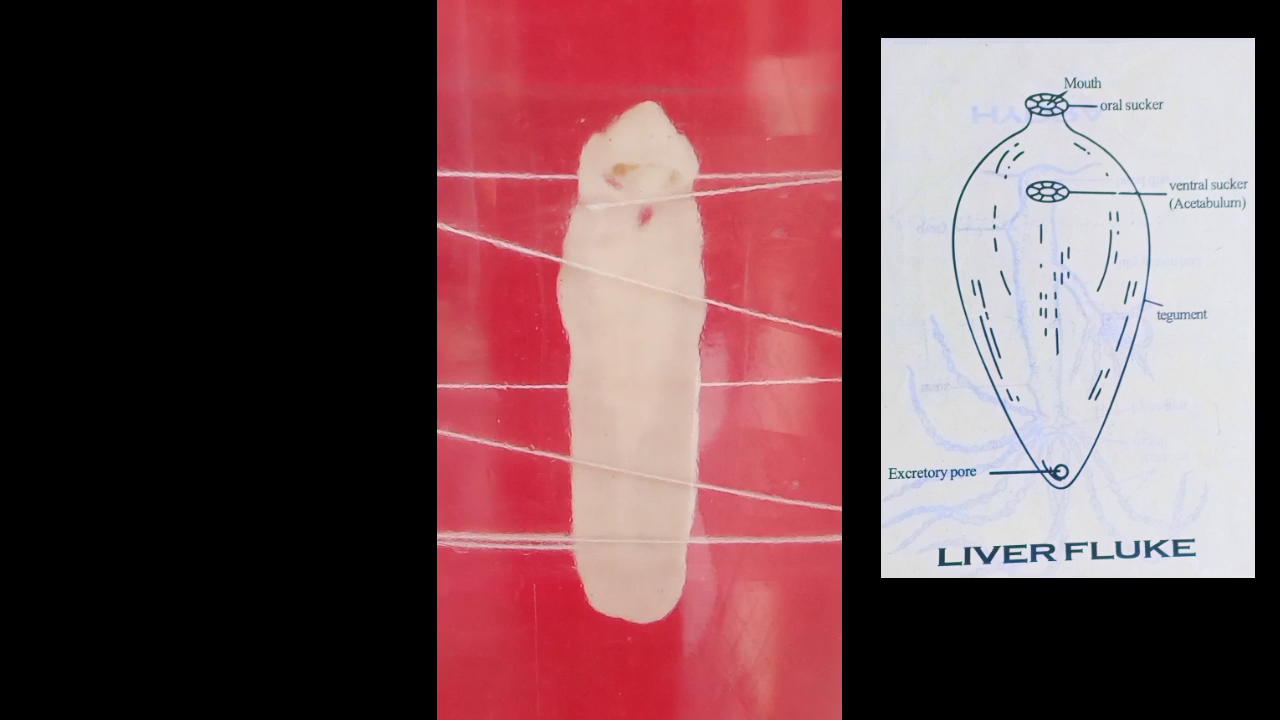 Mouth
oral sucker
ventral sucker
(Acetabulum)
tegument
Excretory pore
LIVER FLUKE